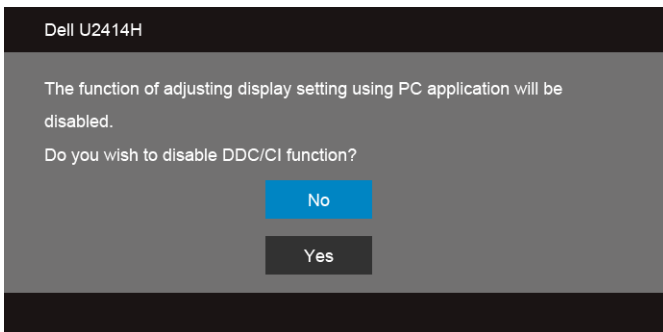 Dell U2414H
The function of adjusting display setting using PC application will be
disabled.
Do you wish to disable DDC/CI function?
No
Yes